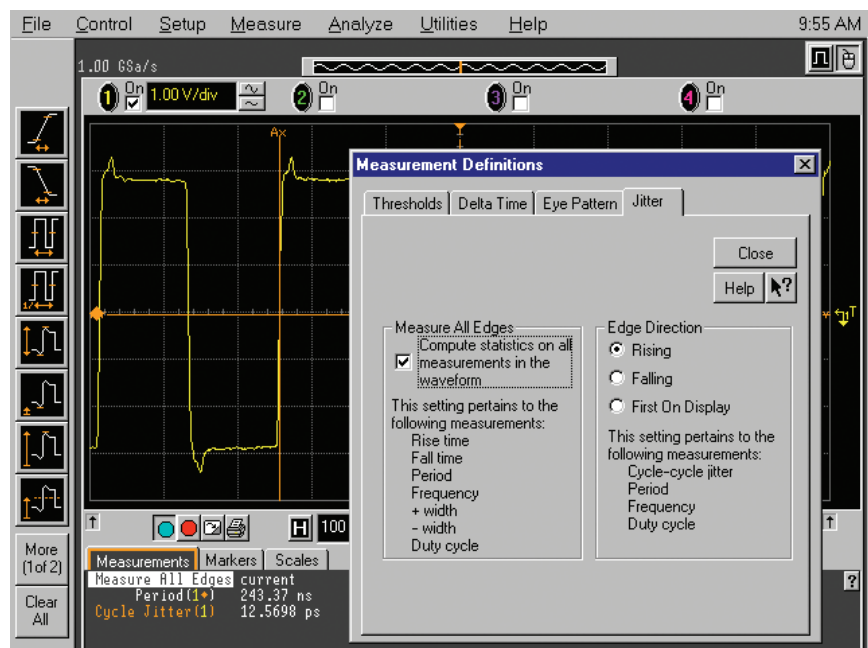 File Control Setup Measure Analyze Utilities Help 9:55 AM
1.00 GSa/s
1 On 1.00 V/div 2 On 3 On 4 On
Ax
Measurement Definitions
Thresholds Delta Time Eye Pattern Jitter
Close
Help ?
Measure All Edges
Compute statistics on all
measurements in the
waveform
This setting pertains to the
following measurements:
Rise time
Fall time
Period
Frequency
+ width
- width
Duty cycle
Edge Direction
Rising
Falling
First On Display
This setting pertains to the
following measurements:
Cycle-cycle jitter
Period
Frequency
Duty cycle
T
H 100
More
(1of 2)
Clear
All
Measurements Markers Scales
Measure All Edges current
Period(1) 243.37 ns
Cycle Jitter(1) 12.5698 ps
?